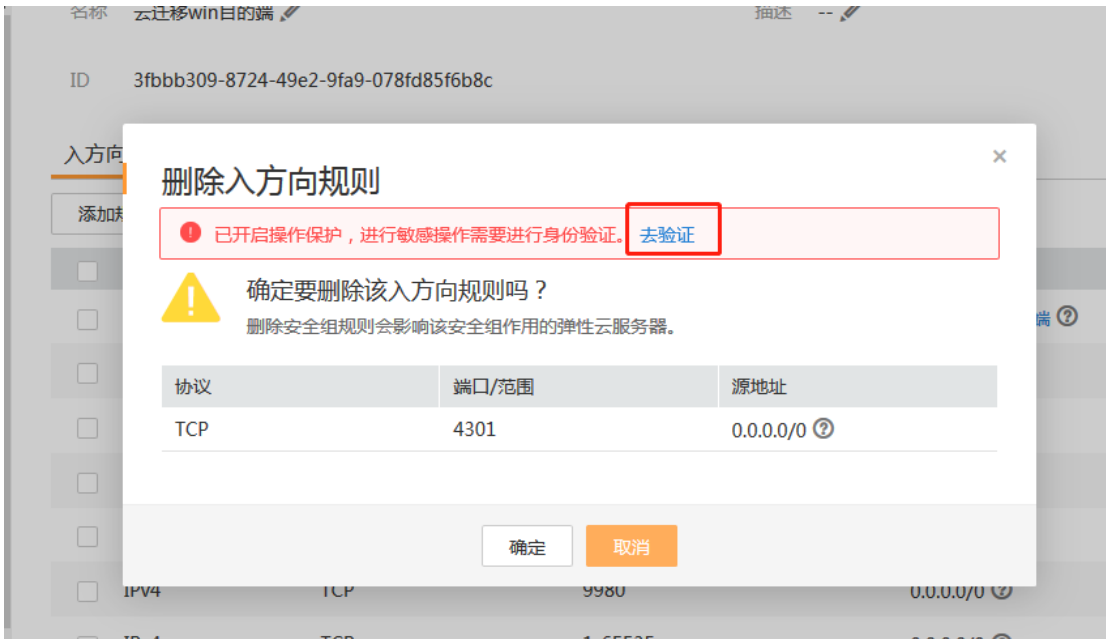 名称 云迁移win目的端 描述 --
ID 3fbbb309-8724-49e2-9fa9-078fd85f6b8c
入方向
删除入方向规则
添加规
已开启操作保护，进行敏感操作需要进行身份验证。 去验证
确定要删除该入方向规则吗？
删除安全组规则会影响该安全组作用的弹性云服务器。
端
协议 端口/范围 源地址
TCP 4301 0.0.0.0/0
确定 取消
IPv4 TCP 9980 0.0.0.0/0
IPv4 TCP 1-65535